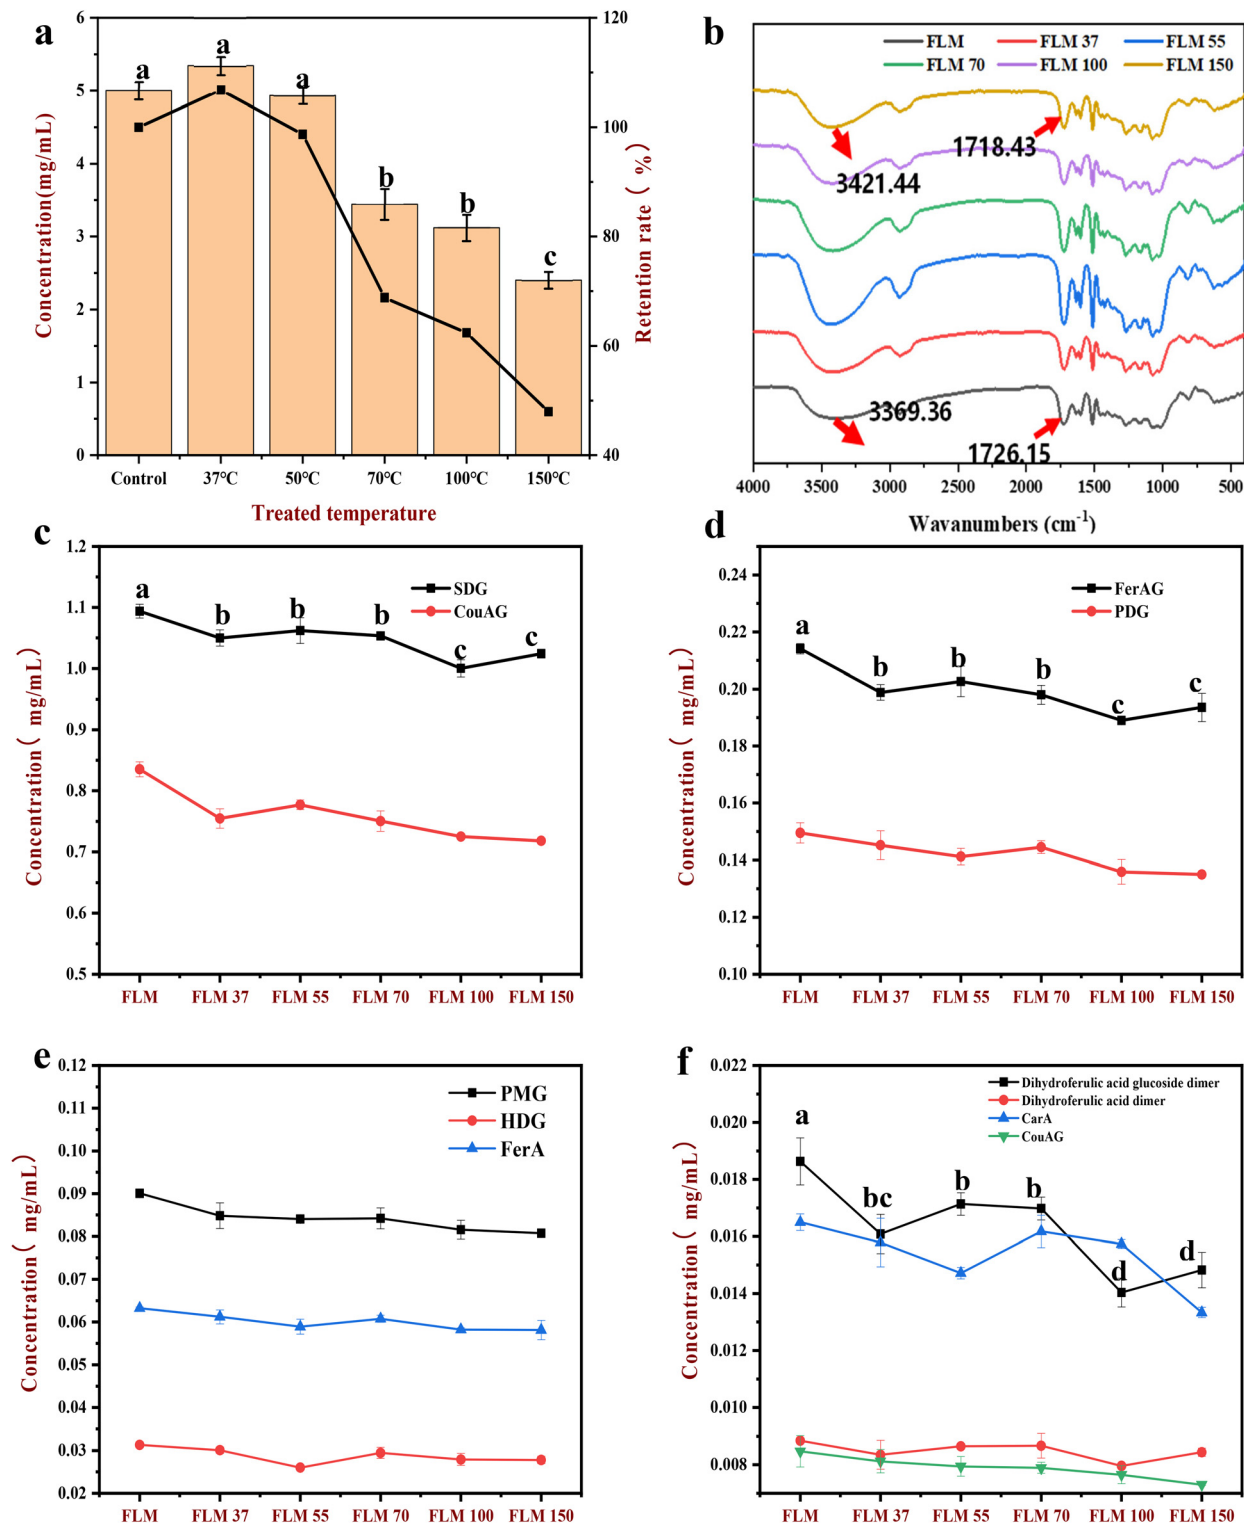 a
6
5
4
3
2
1
0
Concentration(mg/mL)
120
100
80
60
40
Retention rate（ %）
a
a
a
b
b
c
Control
37℃
50℃
70℃
100℃
150℃
Treated temperature
b
FLM
FLM 37
FLM 55
FLM 70
FLM 100
FLM 150
1718.43
3421.44
3369.36
1726.15
4000
3500
3000
2500
2000
1500
1000
500
Wavanumbers (cm-1)
c
1.2
1.1
1.0
0.9
0.8
0.7
0.6
0.5
Concentration（ mg/mL）
SDG
CouAG
a
b
b
b
c
c
FLM
FLM 37
FLM 55
FLM 70
FLM 100
FLM 150
d
0.24
0.22
0.20
0.18
0.16
0.14
0.12
0.10
Concentration（ mg/mL）
FerAG
PDG
a
b
b
b
c
c
FLM
FLM 37
FLM 55
FLM 70
FLM 100
FLM 150
e
0.12
0.11
0.10
0.09
0.08
0.07
0.06
0.05
0.04
0.03
0.02
Concentration（ mg/mL）
PMG
HDG
FerA
FLM
FLM 37
FLM 55
FLM 70
FLM 100
FLM 150
f
0.022
0.020
0.018
0.016
0.014
0.012
0.010
0.008
Concentration（ mg/mL）
Dihydroferulic acid glucoside dimer
Dihydroferulic acid dimer
CarA
CouAG
a
bc
b
b
d
d
FLM
FLM 37
FLM 55
FLM 70
FLM 100
FLM 150